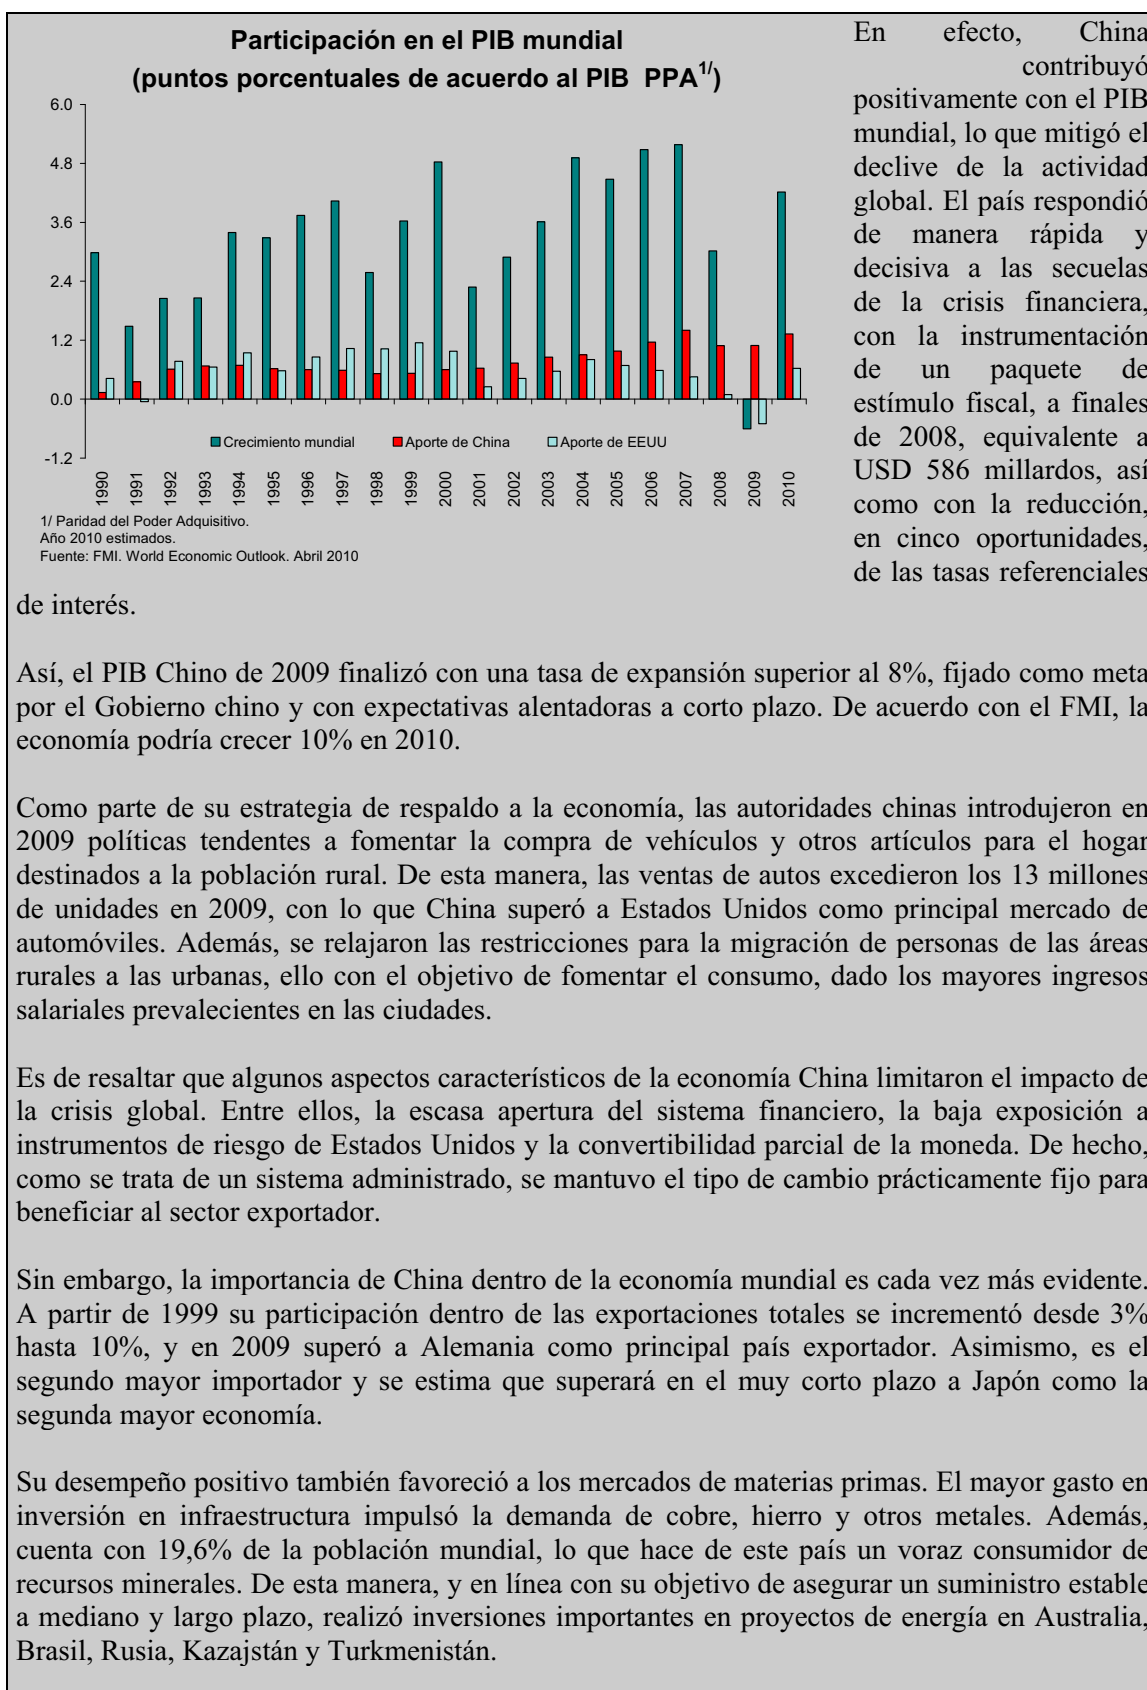 Participación en el PIB mundial
(puntos porcentuales de acuerdo al PIB PPA1/)
6.0
4.8
3.6
2.4
1.2
0.0
-1.2
Crecimiento mundial Aporte de China Aporte de EEUU
1990 1991 1992 1993 1994 1995 1996 1997 1998 1999 2000 2001 2002 2003 2004 2005 2006 2007 2008 2009 2010
1/ Paridad del Poder Adquisitivo.
Año 2010 estimados.
Fuente: FMI. World Economic Outlook. Abril 2010
En efecto, China
contribuyó
positivamente con el PIB
mundial, lo que mitigó el
declive de la actividad
global. El país respondió
de manera rápida y
decisiva a las secuelas
de la crisis financiera,
con la instrumentación
de un paquete de
estímulo fiscal, a finales
de 2008, equivalente a
USD 586 millardos, así
como con la reducción,
en cinco oportunidades,
de las tasas referenciales
de interés.
Así, el PIB Chino de 2009 finalizó con una tasa de expansión superior al 8%, fijado como meta
por el Gobierno chino y con expectativas alentadoras a corto plazo. De acuerdo con el FMI, la
economía podría crecer 10% en 2010.
Como parte de su estrategia de respaldo a la economía, las autoridades chinas introdujeron en
2009 políticas tendentes a fomentar la compra de vehículos y otros artículos para el hogar
destinados a la población rural. De esta manera, las ventas de autos excedieron los 13 millones
de unidades en 2009, con lo que China superó a Estados Unidos como principal mercado de
automóviles. Además, se relajaron las restricciones para la migración de personas de las áreas
rurales a las urbanas, ello con el objetivo de fomentar el consumo, dado los mayores ingresos
salariales prevalecientes en las ciudades.
Es de resaltar que algunos aspectos característicos de la economía China limitaron el impacto de
la crisis global. Entre ellos, la escasa apertura del sistema financiero, la baja exposición a
instrumentos de riesgo de Estados Unidos y la convertibilidad parcial de la moneda. De hecho,
como se trata de un sistema administrado, se mantuvo el tipo de cambio prácticamente fijo para
beneficiar al sector exportador.
Sin embargo, la importancia de China dentro de la economía mundial es cada vez más evidente.
A partir de 1999 su participación dentro de las exportaciones totales se incrementó desde 3%
hasta 10%, y en 2009 superó a Alemania como principal país exportador. Asimismo, es el
segundo mayor importador y se estima que superará en el muy corto plazo a Japón como la
segunda mayor economía.
Su desempeño positivo también favoreció a los mercados de materias primas. El mayor gasto en
inversión en infraestructura impulsó la demanda de cobre, hierro y otros metales. Además,
cuenta con 19,6% de la población mundial, lo que hace de este país un voraz consumidor de
recursos minerales. De esta manera, y en línea con su objetivo de asegurar un suministro estable
a mediano y largo plazo, realizó inversiones importantes en proyectos de energía en Australia,
Brasil, Rusia, Kazajstán y Turkmenistán.